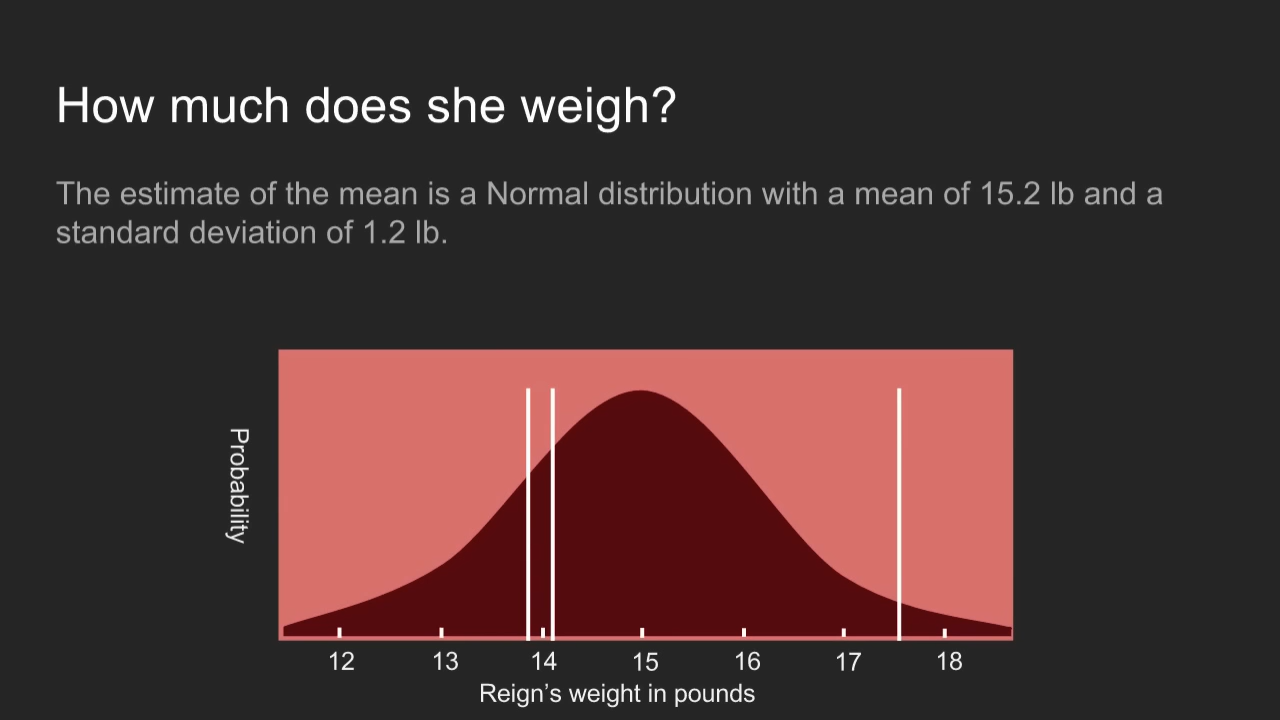 How much does she weigh?
The estimate of the mean is a Normal distribution with a mean of 15.2 lb and a
standard deviation of 1.2 lb.
Probability
12 13 14 15 16 17 18
Reign’s weight in pounds